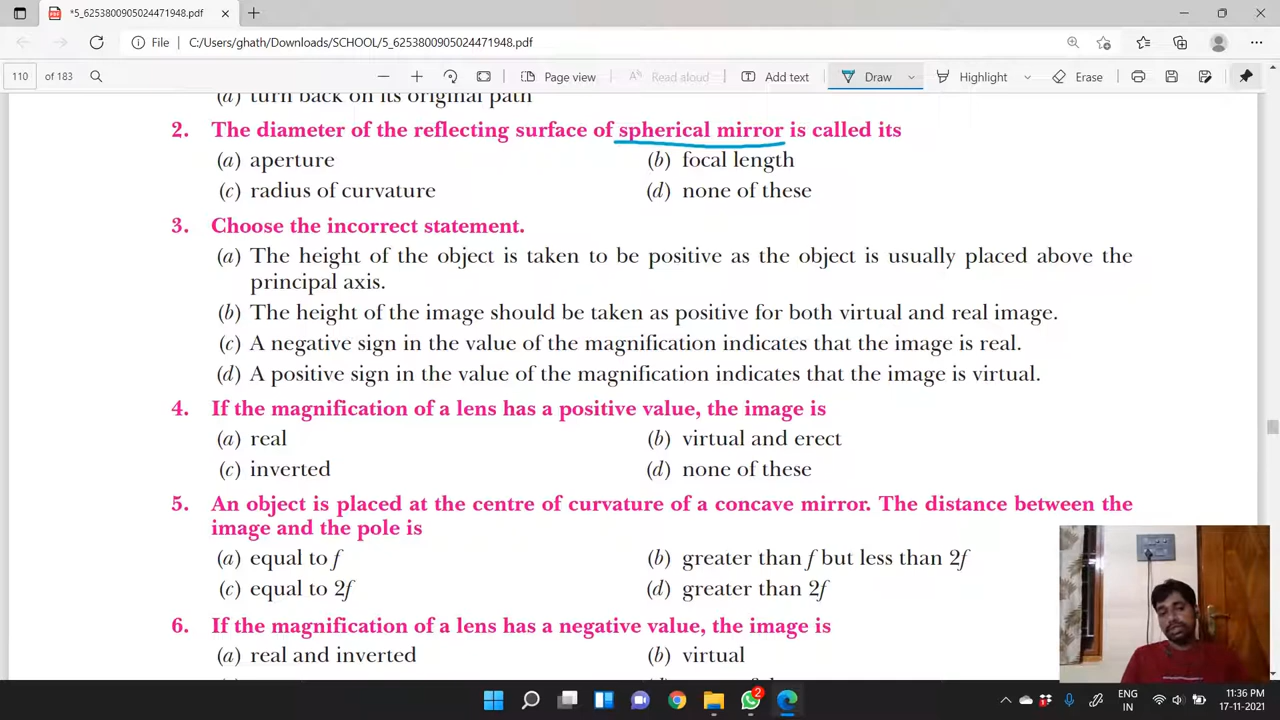 *5_6253800905024471948.pdf
File C:/Users/ghath/Downloads/SCHOOL/5_6253800905024471948.pdf
110 of 183 Page view Read aloud Add text Draw Highlight Erase
(a) turn back on its original path
2. The diameter of the reflecting surface of spherical mirror is called its
(a) aperture (b) focal length
(c) radius of curvature (d) none of these
3. Choose the incorrect statement.
(a) The height of the object is taken to be positive as the object is usually placed above the
principal axis.
(b) The height of the image should be taken as positive for both virtual and real image.
(c) A negative sign in the value of the magnification indicates that the image is real.
(d) A positive sign in the value of the magnification indicates that the image is virtual.
4. If the magnification of a lens has a positive value, the image is
(a) real (b) virtual and erect
(c) inverted (d) none of these
5. An object is placed at the centre of curvature of a concave mirror. The distance between the
image and the pole is
(a) equal to f (b) greater than f but less than 2f
(c) equal to 2f (d) greater than 2f
6. If the magnification of a lens has a negative value, the image is
(a) real and inverted (b) virtual
2
ENG
IN
11:36 PM
17-11-2021